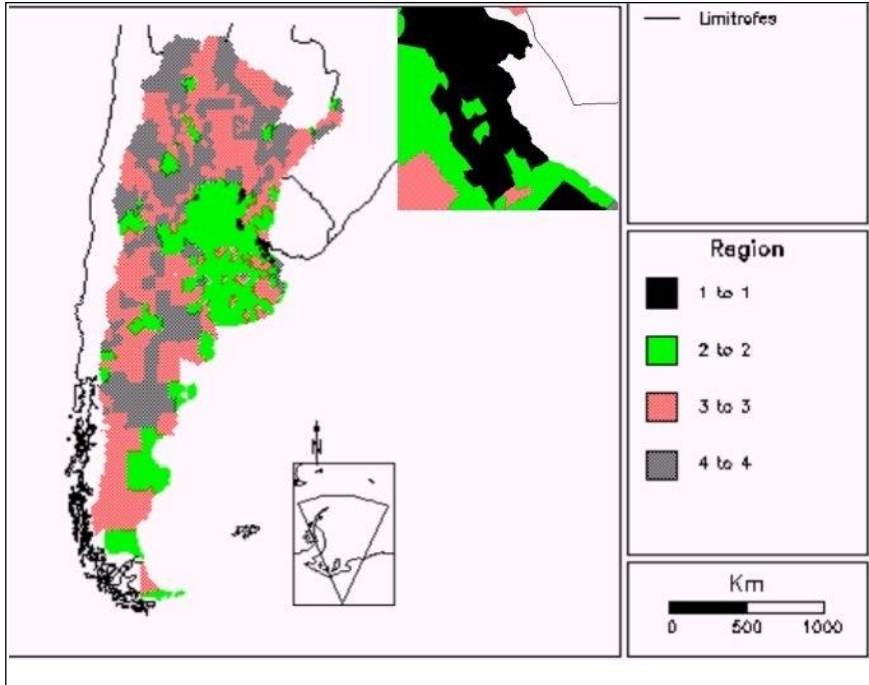 Limitrofes
Region
1 to 1
2 to 2
3 to 3
4 to 4
N
Km
0 500 1000